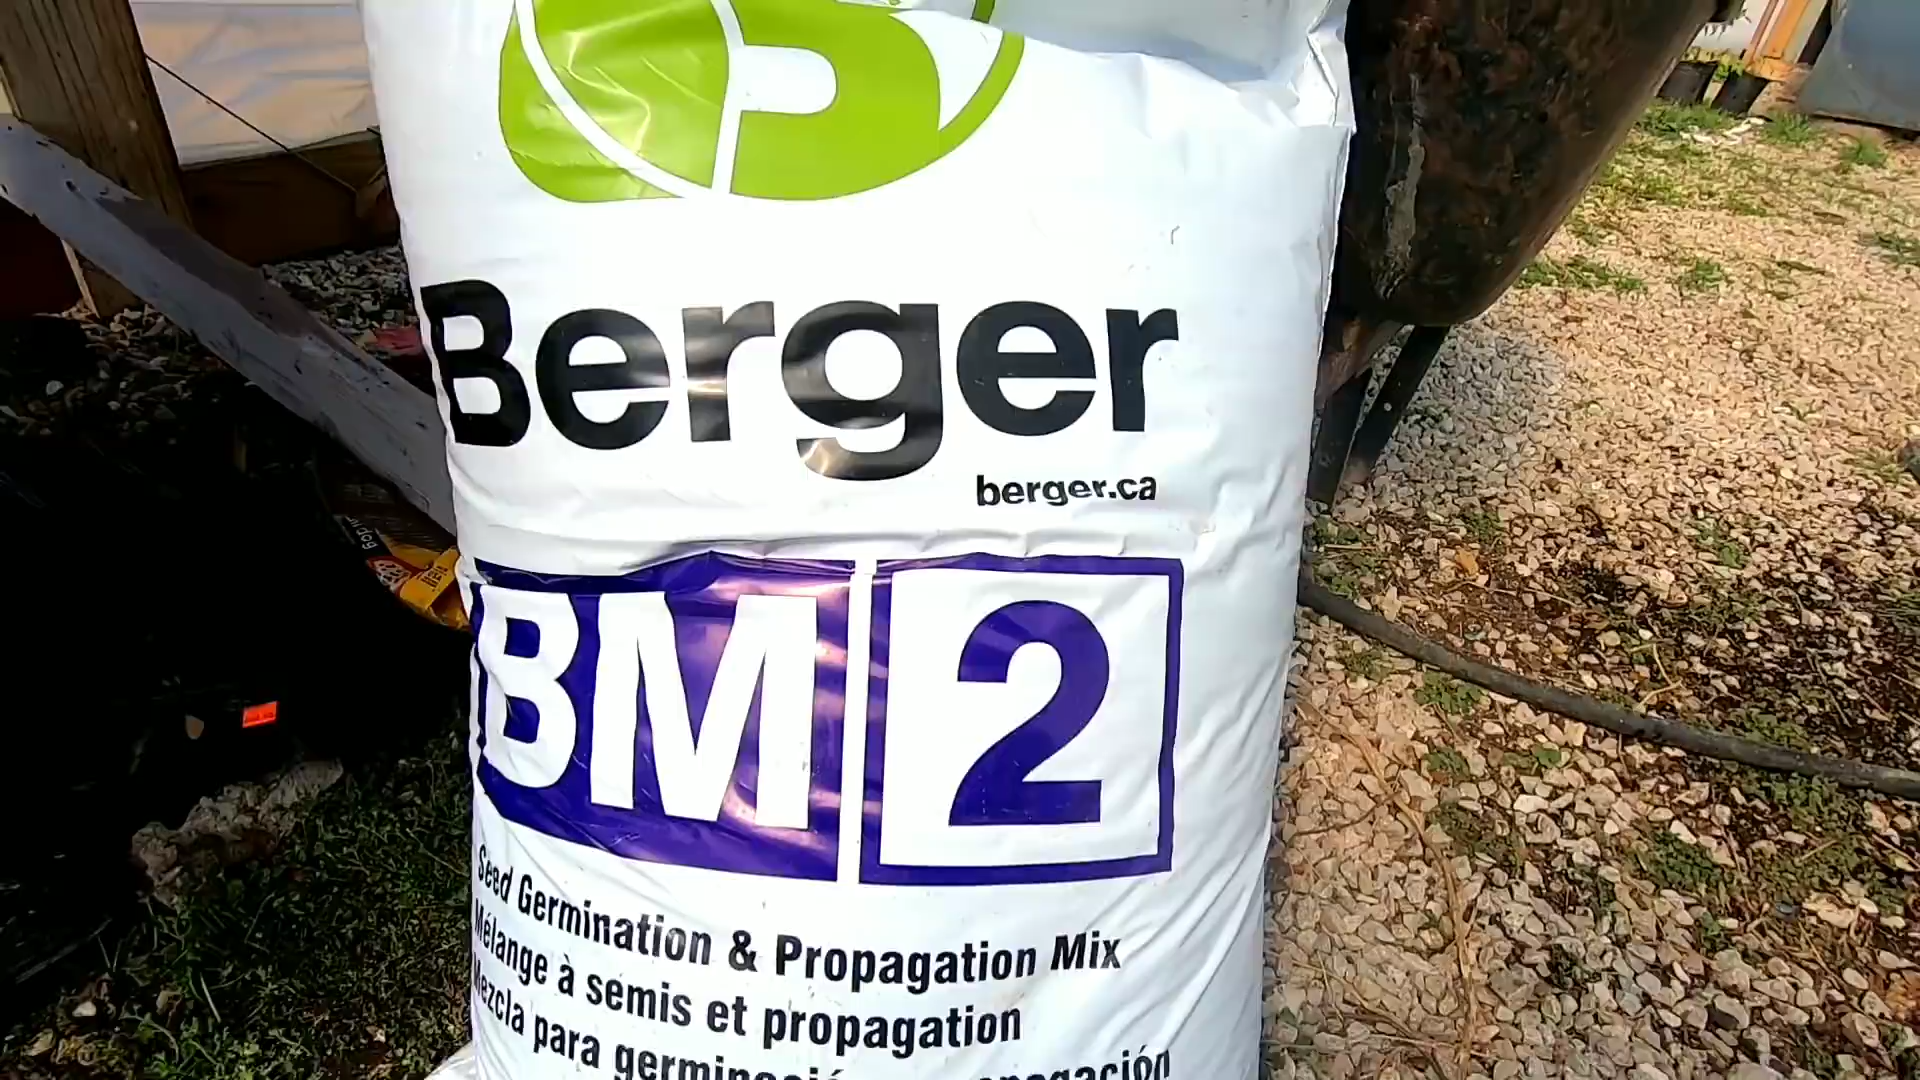 Berger
berger.ca
BM 2
Seed Germination & Propagation Mix
Mélange à semis et propagation
Mezcla para